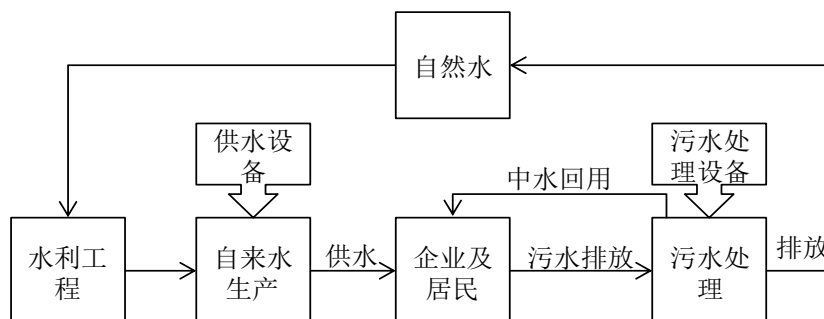 自然水
供水设
备
污水处
理设备
中水回用
水利工
程
自来水
生产
供水
企业及
居民
污水排放
污水处
理
排放